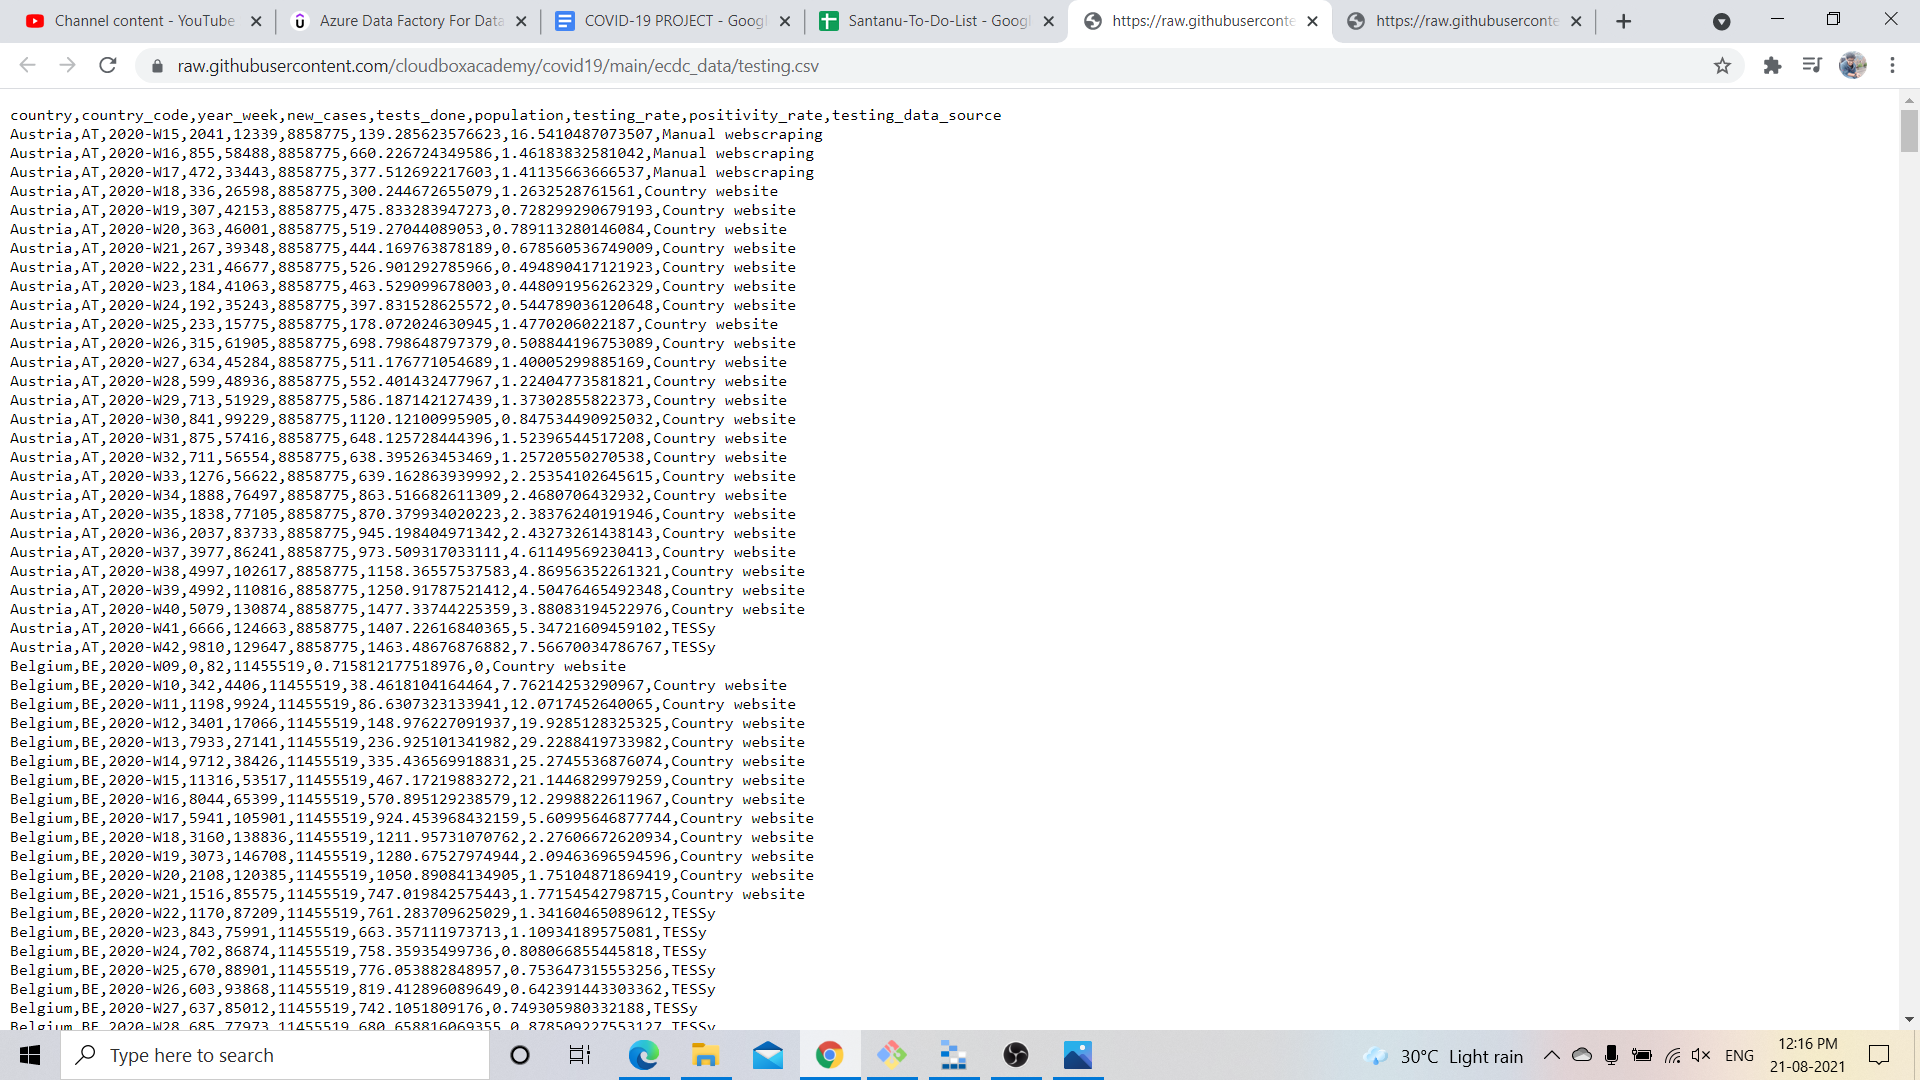 Channel content - YouTube
Azure Data Factory For Data
COVID-19 PROJECT - Googl
Santanu-To-Do-List - Googl
https://raw.githubuserconte
https://raw.githubuserconte
raw.githubusercontent.com/cloudboxacademy/covid19/main/ecdc_data/testing.csv
country,country_code,year_week,new_cases,tests_done,population,testing_rate,positivity_rate,testing_data_source
Austria,AT,2020-W15,2041,12339,8858775,139.285623576623,16.5410487073507,Manual webscraping
Austria,AT,2020-W16,855,58488,8858775,660.226724349586,1.46183832581042,Manual webscraping
Austria,AT,2020-W17,472,33443,8858775,377.512692217603,1.41135663666537,Manual webscraping
Austria,AT,2020-W18,336,26598,8858775,300.244672655079,1.2632528761561,Country website
Austria,AT,2020-W19,307,42153,8858775,475.833283947273,0.728299290679193,Country website
Austria,AT,2020-W20,363,46001,8858775,519.27044089053,0.789113280146084,Country website
Austria,AT,2020-W21,267,39348,8858775,444.169763878189,0.678560536749009,Country website
Austria,AT,2020-W22,231,46677,8858775,526.901292785966,0.494890417121923,Country website
Austria,AT,2020-W23,184,41063,8858775,463.529099678003,0.448091956262329,Country website
Austria,AT,2020-W24,192,35243,8858775,397.831528625572,0.544789036120648,Country website
Austria,AT,2020-W25,233,15775,8858775,178.072024630945,1.4770206022187,Country website
Austria,AT,2020-W26,315,61905,8858775,698.798648797379,0.508844196753089,Country website
Austria,AT,2020-W27,634,45284,8858775,511.176771054689,1.40005299885169,Country website
Austria,AT,2020-W28,599,48936,8858775,552.401432477967,1.22404773581821,Country website
Austria,AT,2020-W29,713,51929,8858775,586.187142127439,1.37302855822373,Country website
Austria,AT,2020-W30,841,99229,8858775,1120.12100995905,0.847534490925032,Country website
Austria,AT,2020-W31,875,57416,8858775,648.125728444396,1.52396544517208,Country website
Austria,AT,2020-W32,711,56554,8858775,638.395263453469,1.25720550270538,Country website
Austria,AT,2020-W33,1276,56622,8858775,639.162863939992,2.25354102645615,Country website
Austria,AT,2020-W34,1888,76497,8858775,863.516682611309,2.4680706432932,Country website
Austria,AT,2020-W35,1838,77105,8858775,870.379934020223,2.38376240191946,Country website
Austria,AT,2020-W36,2037,83733,8858775,945.198404971342,2.43273261438143,Country website
Austria,AT,2020-W37,3977,86241,8858775,973.509317033111,4.61149569230413,Country website
Austria,AT,2020-W38,4997,102617,8858775,1158.36557537583,4.86956352261321,Country website
Austria,AT,2020-W39,4992,110816,8858775,1250.91787521412,4.50476465492348,Country website
Austria,AT,2020-W40,5079,130874,8858775,1477.33744225359,3.88083194522976,Country website
Austria,AT,2020-W41,6666,124663,8858775,1407.22616840365,5.34721609459102,TESSy
Austria,AT,2020-W42,9810,129647,8858775,1463.48676876882,7.56670034786767,TESSy
Belgium,BE,2020-W09,0,82,11455519,0.715812177518976,0,Country website
Belgium,BE,2020-W10,342,4406,11455519,38.4618104164464,7.76214253290967,Country website
Belgium,BE,2020-W11,1198,9924,11455519,86.6307323133941,12.0717452640065,Country website
Belgium,BE,2020-W12,3401,17066,11455519,148.976227091937,19.9285128325325,Country website
Belgium,BE,2020-W13,7933,27141,11455519,236.925101341982,29.2288419733982,Country website
Belgium,BE,2020-W14,9712,38426,11455519,335.436569918831,25.2745536876074,Country website
Belgium,BE,2020-W15,11316,53517,11455519,467.17219883272,21.1446829979259,Country website
Belgium,BE,2020-W16,8044,65399,11455519,570.895129238579,12.2998822611967,Country website
Belgium,BE,2020-W17,5941,105901,11455519,924.453968432159,5.60995646877744,Country website
Belgium,BE,2020-W18,3160,138836,11455519,1211.95731070762,2.27606672620934,Country website
Belgium,BE,2020-W19,3073,146708,11455519,1280.67527974944,2.09463696594596,Country website
Belgium,BE,2020-W20,2108,120385,11455519,1050.89084134905,1.75104871869419,Country website
Belgium,BE,2020-W21,1516,85575,11455519,747.019842575443,1.77154542798715,Country website
Belgium,BE,2020-W22,1170,87209,11455519,761.283709625029,1.34160465089612,TESSy
Belgium,BE,2020-W23,843,75991,11455519,663.357111973713,1.10934189575081,TESSy
Belgium,BE,2020-W24,702,86874,11455519,758.35935499736,0.808066855445818,TESSy
Belgium,BE,2020-W25,670,88901,11455519,776.053882848957,0.753647315553256,TESSy
Belgium,BE,2020-W26,603,93868,11455519,819.412896089649,0.642391443303362,TESSy
Belgium,BE,2020-W27,637,85012,11455519,742.1051809176,0.749305980332188,TESSy
Belgium,BE,2020-W28,685,77973,11455519,680.658816069355,0.878509227553127,TESSy
Type here to search
30°C Light rain
ENG
12:16 PM
21-08-2021